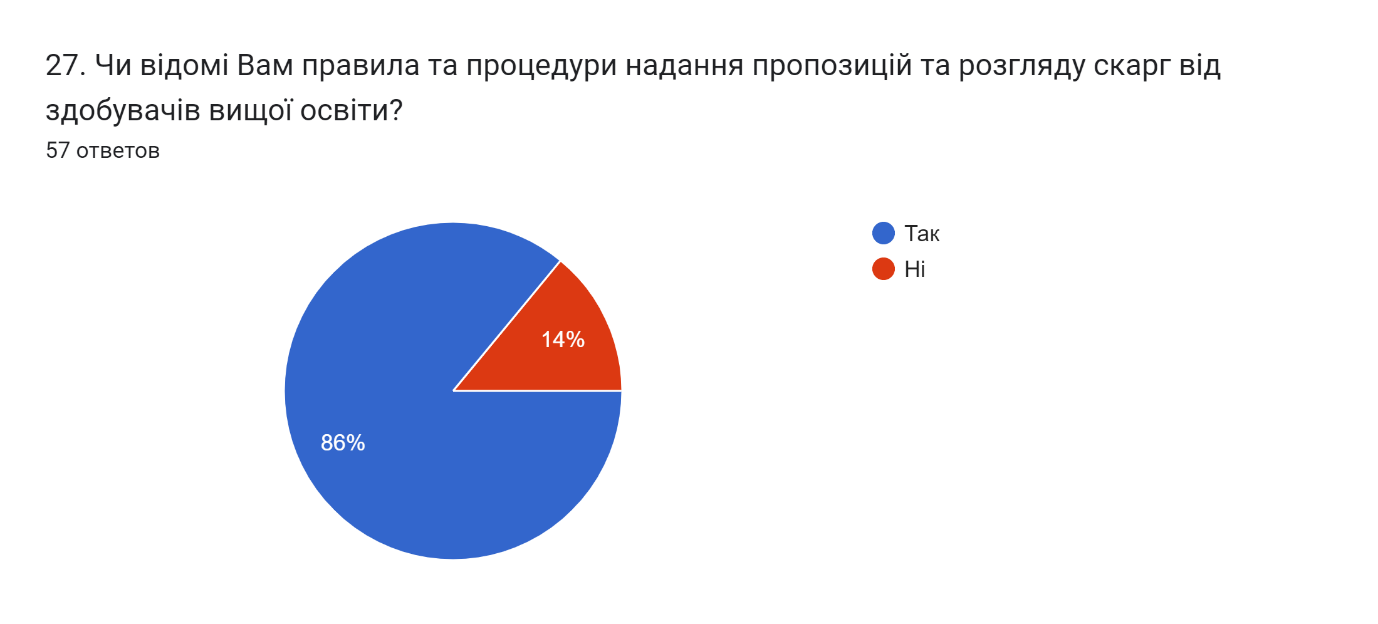 27. Чи відомі Вам правила та процедури надання пропозицій та розгляду скарг від
здобувачів вищої освіти?
57 ответов
Так
Ні
14%
86%